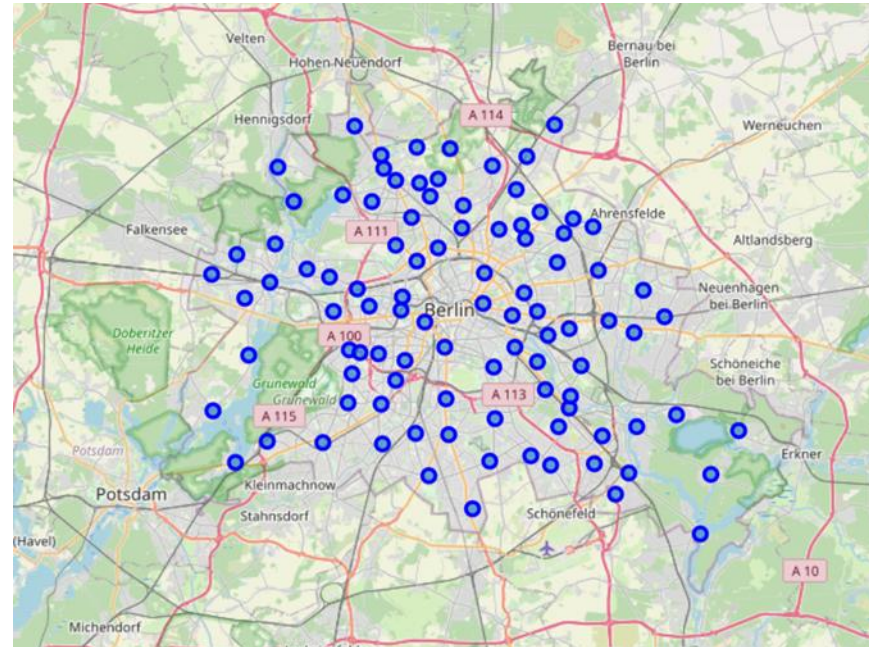 Velten
Bernau bei
Berlin
Hohen Neuendorf
Hennigsdorf
A 114
Werneuchen
Falkensee
A 111
Ahrensfelde
Altlandsberg
Neuenhagen
bei Berlin
Döberitzer
Heide
Berlin
A 100
Schöneiche
bei Berlin
Grunewald
Grunewald
A 113
A 115
Potsdam
Erkner
Kleinmachnow
Potsdam
Stahnsdorf
Schönefeld
(Havel)
A 10
Michendorf